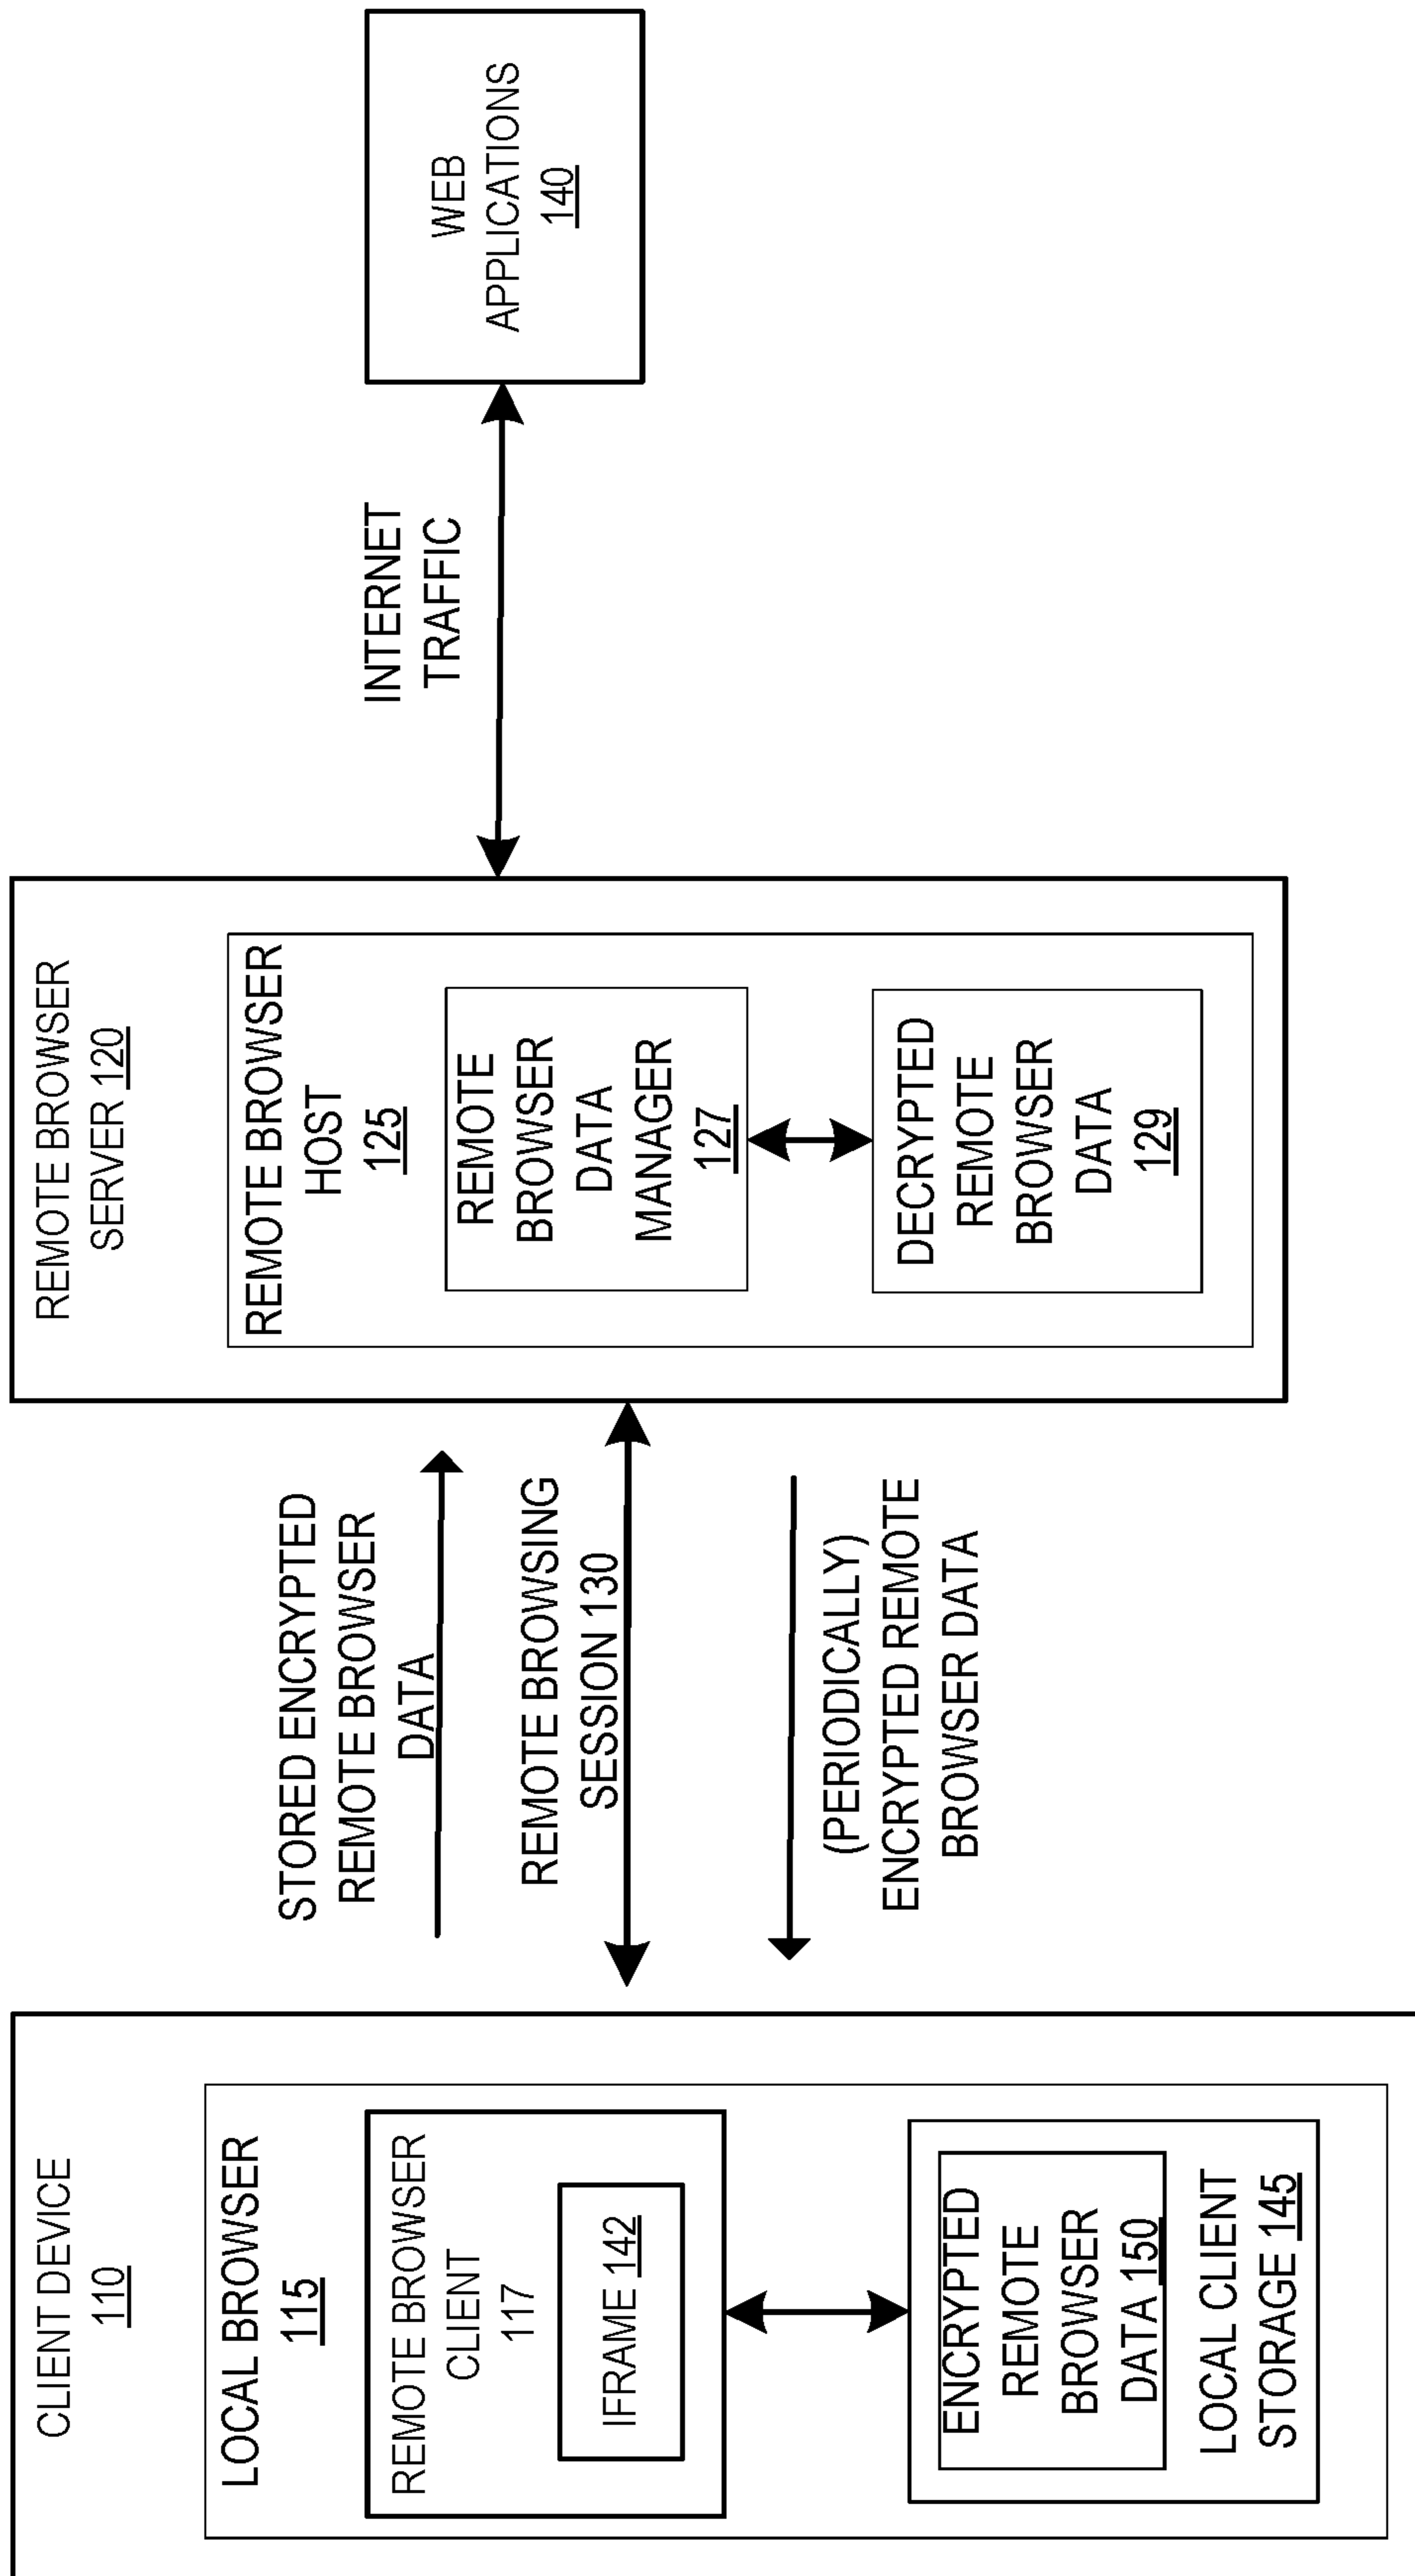 CLIENT DEVICE
110
LOCAL BROWSER
115
REMOTE BROWSER
CLIENT
117
IFRAME 142
ENCRYPTED
REMOTE
BROWSER
DATA 150
LOCAL CLIENT
STORAGE 145
STORED ENCRYPTED
REMOTE BROWSER
DATA
REMOTE BROWSING
SESSION 130
(PERIODICALLY)
ENCRYPTED REMOTE
BROWSER DATA
REMOTE BROWSER
SERVER 120
REMOTE BROWSER
HOST
125
REMOTE
BROWSER
DATA
MANAGER
127
DECRYPTED
REMOTE
BROWSER
DATA
129
INTERNET
TRAFFIC
WEB
APPLICATIONS
140